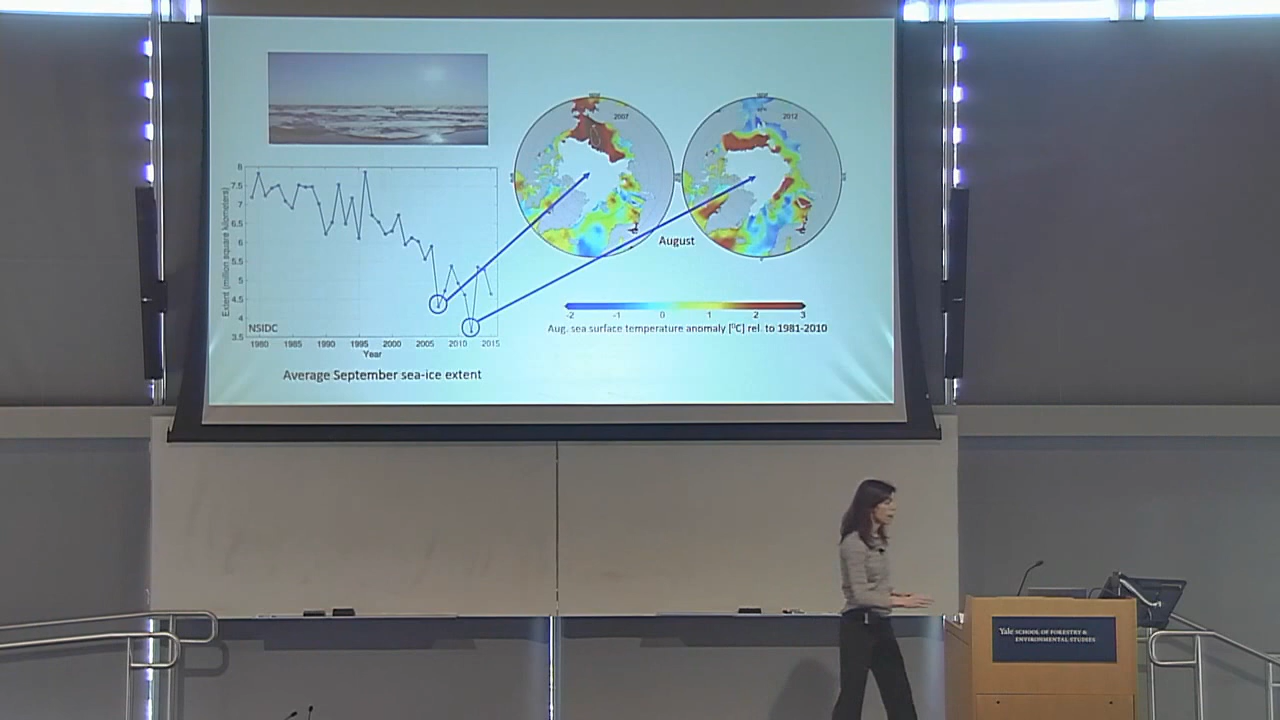 2007
2012
August
-2 -1 0 1 2 3
Aug. sea surface temperature anomaly [⁰C] rel. to 1981-2010
8
7.5
7
6.5
6
5.5
5
4.5
4
3.5
Extent (million square kilometers)
NSIDC
1980 1985 1990 1995 2000 2005 2010 2015
Year
Average September sea-ice extent
Yale SCHOOL OF FORESTRY &
ENVIRONMENTAL STUDIES